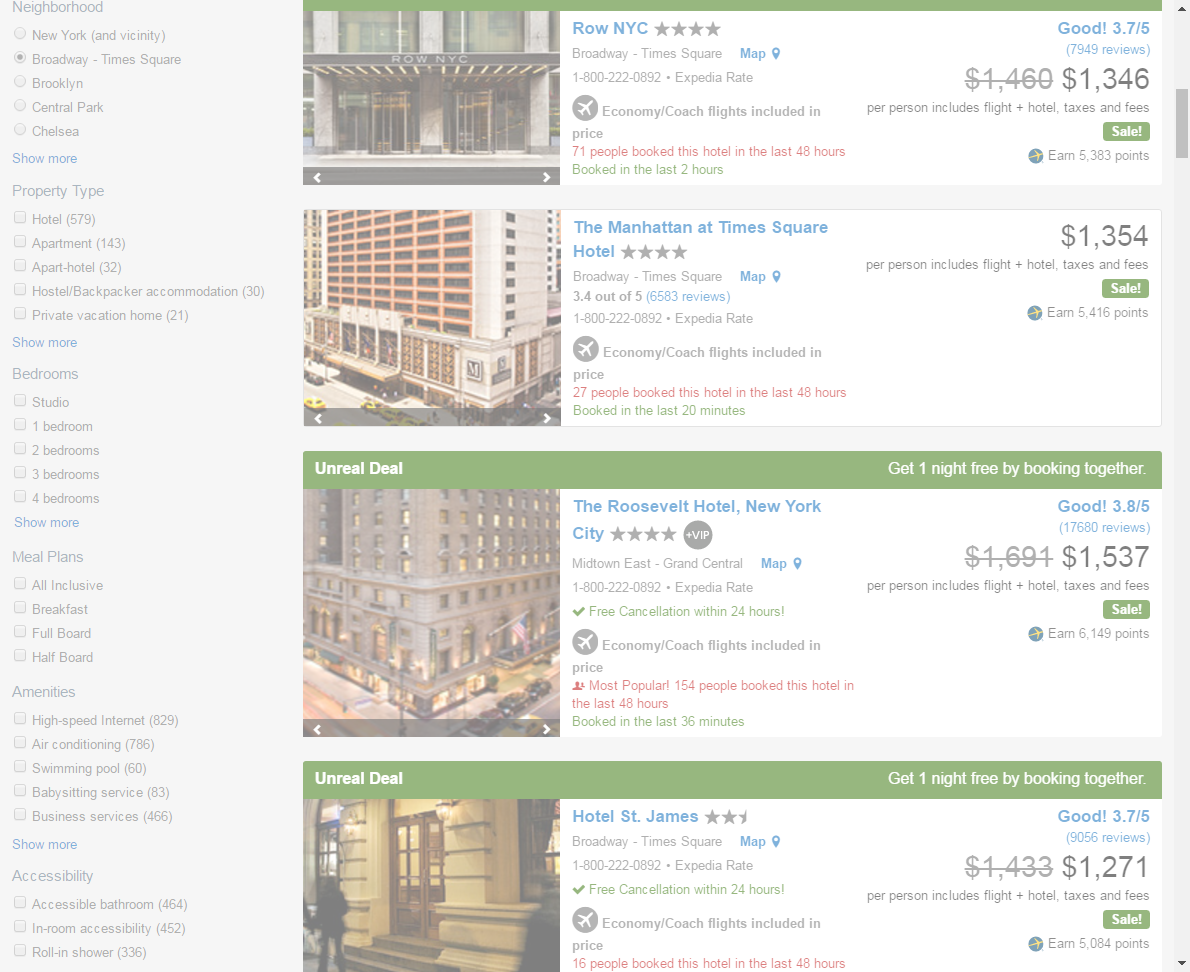 Neighborhood
New York (and vicinity)
Broadway - Times Square
Brooklyn
Central Park
Chelsea
Show more
Property Type
Hotel (579)
Apartment (143)
Apart-hotel (32)
Hostel/Backpacker accommodation (30)
Private vacation home (21)
Show more
Bedrooms
Studio
1 bedroom
2 bedrooms
3 bedrooms
4 bedrooms
Show more
Meal Plans
All Inclusive
Breakfast
Full Board
Half Board
Amenities
High-speed Internet (829)
Air conditioning (786)
Swimming pool (60)
Babysitting service (83)
Business services (466)
Show more
Accessibility
Accessible bathroom (464)
In-room accessibility (452)
Roll-in shower (336)
ROW NYC
Row NYC
Broadway - Times Square Map
1-800-222-0892 • Expedia Rate
Economy/Coach flights included in
price
71 people booked this hotel in the last 48 hours
Booked in the last 2 hours
Good! 3.7/5
(7949 reviews)
$1,460 $1,346
per person includes flight + hotel, taxes and fees
Sale!
Earn 5,383 points
M
The Manhattan at Times Square
Hotel
Broadway - Times Square Map
3.4 out of 5 (6583 reviews)
1-800-222-0892 • Expedia Rate
Economy/Coach flights included in
price
27 people booked this hotel in the last 48 hours
Booked in the last 20 minutes
$1,354
per person includes flight + hotel, taxes and fees
Sale!
Earn 5,416 points
Unreal Deal Get 1 night free by booking together.
The Roosevelt Hotel, New York
City +VIP
Midtown East - Grand Central Map
1-800-222-0892 • Expedia Rate
Free Cancellation within 24 hours!
Economy/Coach flights included in
price
Most Popular! 154 people booked this hotel in
the last 48 hours
Booked in the last 36 minutes
Good! 3.8/5
(17680 reviews)
$1,691 $1,537
per person includes flight + hotel, taxes and fees
Sale!
Earn 6,149 points
Unreal Deal Get 1 night free by booking together.
Hotel St. James
Broadway - Times Square Map
1-800-222-0892 • Expedia Rate
Free Cancellation within 24 hours!
Economy/Coach flights included in
price
16 people booked this hotel in the last 48 hours
Good! 3.7/5
(9056 reviews)
$1,433 $1,271
per person includes flight + hotel, taxes and fees
Sale!
Earn 5,084 points